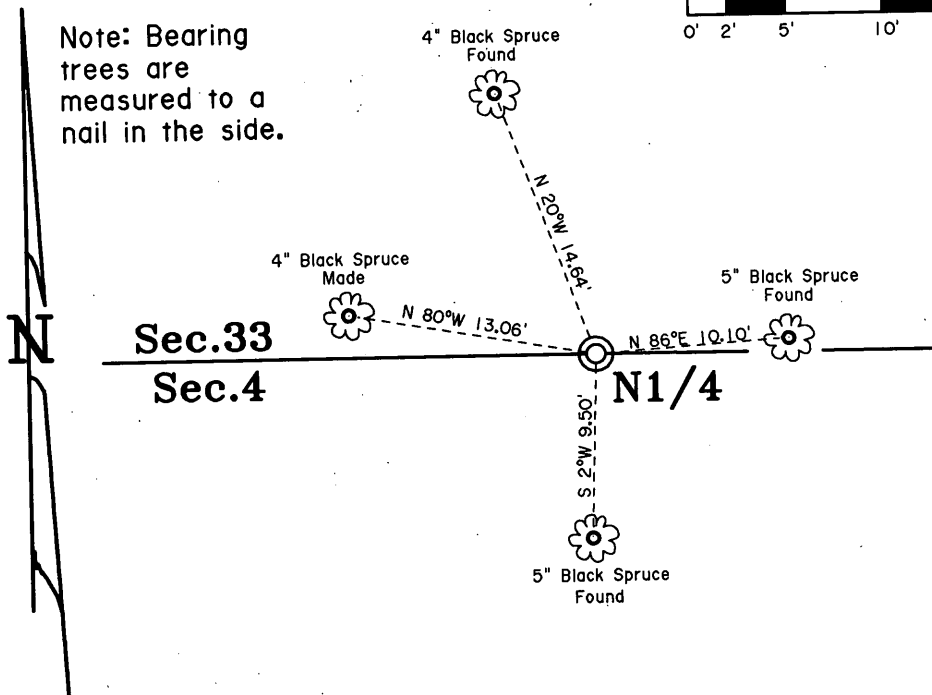 Note: Bearing
trees are
measured to a
nail in the side.
0' 2' 5' 10'
4" Black Spruce
Found
N 20°W 14.64'
4" Black Spruce
Made
N 80°W 13.06'
5" Black Spruce
Found
N 86°E 10.10'
N
Sec.33
Sec.4
N1/4
S 2°W 9.50'
5" Black Spruce
Found